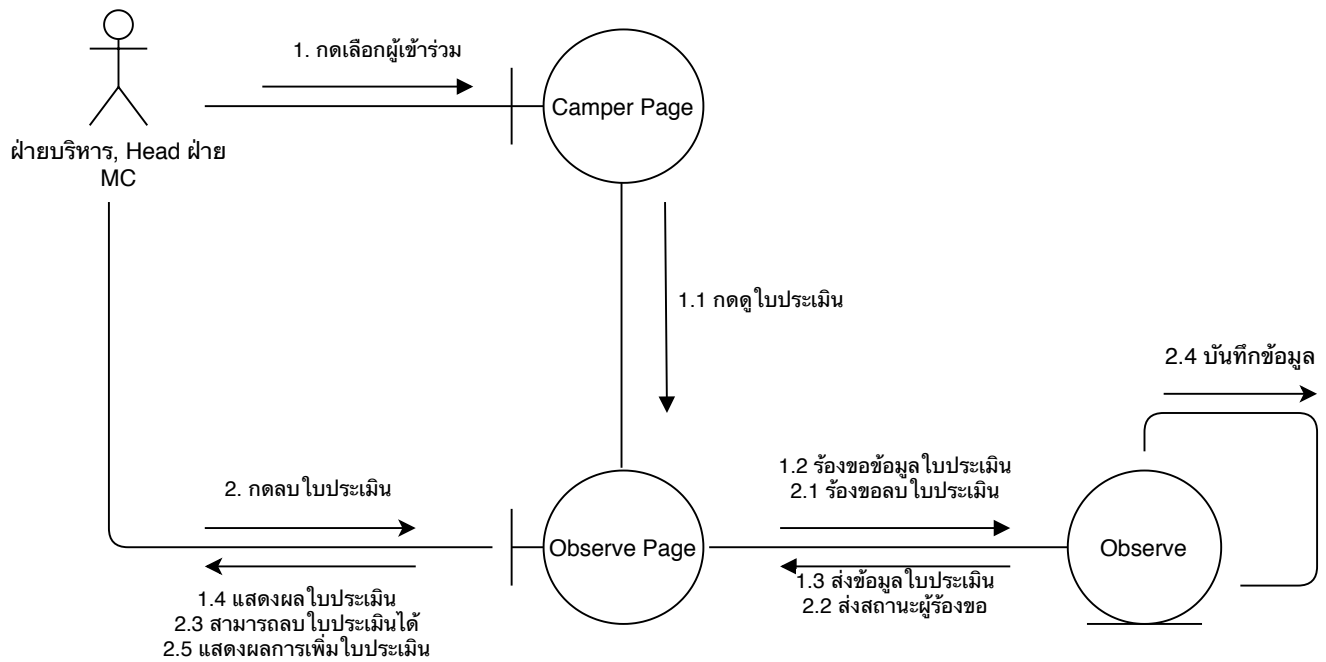 1. กดเลือกผู้เข้าร่วม
Camper Page
ฝ่ายบริหาร, Head ฝ่าย
MC
1.1 กดดูใบประเมิน
2.4 บันทึกข้อมูล
1.2 ร้องขอข้อมูลใบประเมิน
2.1 ร้องขอลบใบประเมิน
2. กดลบใบประเมิน
Observe Page
Observe
1.3 ส่งข้อมูลใบประเมิน
2.2 ส่งสถานะผู้ร้องขอ
1.4 แสดงผลใบประเมิน
2.3 สามารถลบใบประเมินได้
2.5 แสดงผลการเพิ่มใบประเมิน